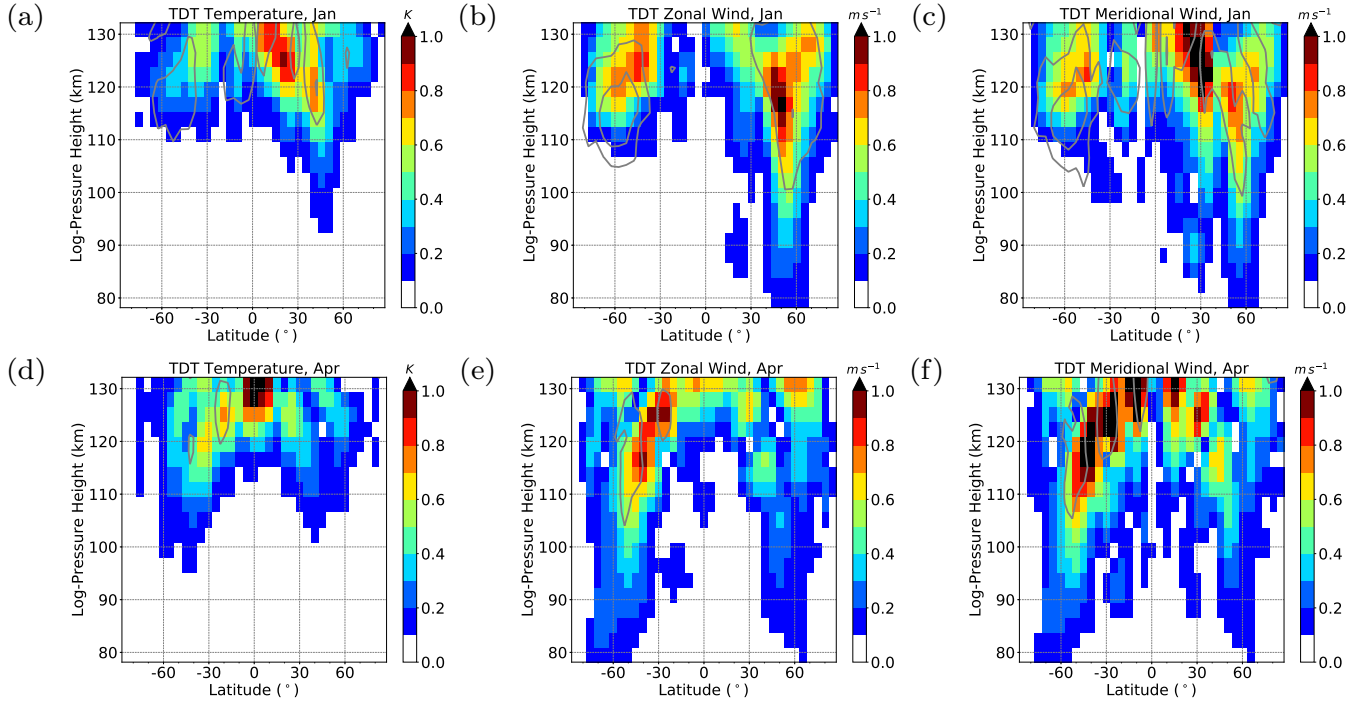 (a) TDT Temperature, Jan K
130 120 110 100 90 80
Log-Pressure Height (km)
-60 -30 0 30 60
Latitude (°)
1.0 0.8 0.6 0.4 0.2 0.0
(b) TDT Zonal Wind, Jan m s⁻¹
130 120 110 100 90 80
Log-Pressure Height (km)
-60 -30 0 30 60
Latitude (°)
1.0 0.8 0.6 0.4 0.2 0.0
(c) TDT Meridional Wind, Jan m s⁻¹
130 120 110 100 90 80
Log-Pressure Height (km)
-60 -30 0 30 60
Latitude (°)
1.0 0.8 0.6 0.4 0.2 0.0
(d) TDT Temperature, Apr K
130 120 110 100 90 80
Log-Pressure Height (km)
-60 -30 0 30 60
Latitude (°)
1.0 0.8 0.6 0.4 0.2 0.0
(e) TDT Zonal Wind, Apr m s⁻¹
130 120 110 100 90 80
Log-Pressure Height (km)
-60 -30 0 30 60
Latitude (°)
1.0 0.8 0.6 0.4 0.2 0.0
(f) TDT Meridional Wind, Apr m s⁻¹
130 120 110 100 90 80
Log-Pressure Height (km)
-60 -30 0 30 60
Latitude (°)
1.0 0.8 0.6 0.4 0.2 0.0